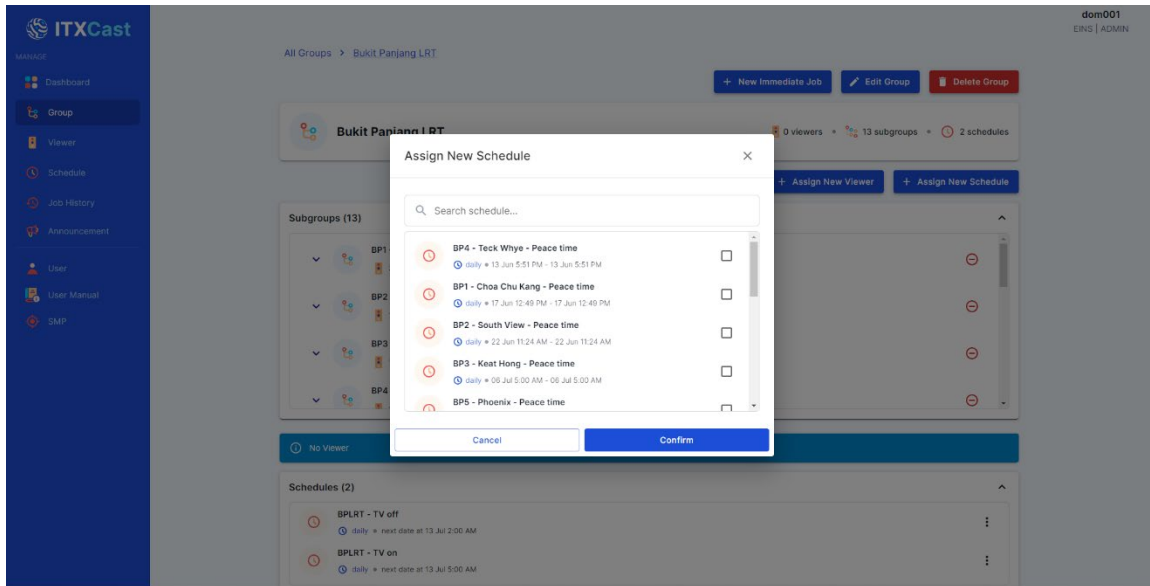 ITXCast
dom001
EINS | ADMIN
MANAGE
Dashboard
Group
Viewer
Schedule
Job History
Announcement
User
User Manual
SMP
All Groups > Bukit Panjang LRT
+ New Immediate Job
Edit Group
Delete Group
Bukit Panjang LRT
0 viewers • 13 subgroups • 2 schedules
+ Assign New Viewer
+ Assign New Schedule
Subgroups (13)
BP1
BP2
BP3
BP4
Assign New Schedule
Search schedule...
BP4 - Teck Whye - Peace time
daily • 13 Jun 5:51 PM - 13 Jun 5:51 PM
BP1 - Choa Chu Kang - Peace time
daily • 17 Jun 12:49 PM - 17 Jun 12:49 PM
BP2 - South View - Peace time
daily • 22 Jun 11:24 AM - 22 Jun 11:24 AM
BP3 - Keat Hong - Peace time
daily • 06 Jul 5:00 AM - 06 Jul 5:00 AM
BP5 - Phoenix - Peace time
Cancel
Confirm
No Viewer
Schedules (2)
BPLRT - TV off
daily • next date at 13 Jul 2:00 AM
BPLRT - TV on
daily • next date at 13 Jul 5:00 AM